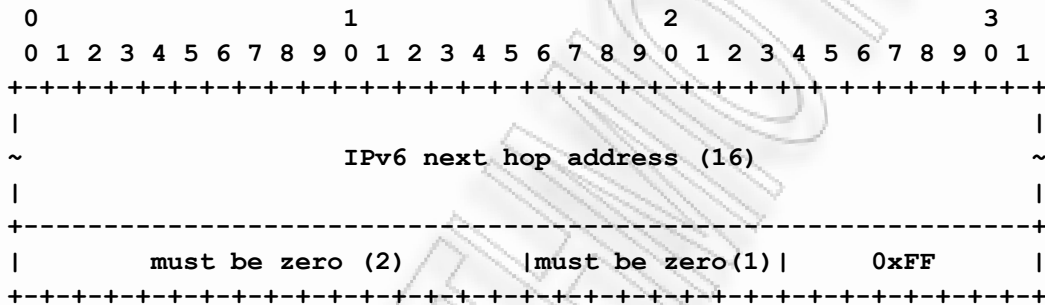 0                   1                   2                   3
0 1 2 3 4 5 6 7 8 9 0 1 2 3 4 5 6 7 8 9 0 1 2 3 4 5 6 7 8 9 0 1
+-+-+-+-+-+-+-+-+-+-+-+-+-+-+-+-+-+-+-+-+-+-+-+-+-+-+-+-+-+-+-+-+
|                                                               |
~                    IPv6 next hop address (16)                 ~
|                                                               |
+---------------------------------------------------------------+
|        must be zero (2)       |must be zero(1)|     0xFF      |
+-+-+-+-+-+-+-+-+-+-+-+-+-+-+-+-+-+-+-+-+-+-+-+-+-+-+-+-+-+-+-+-+